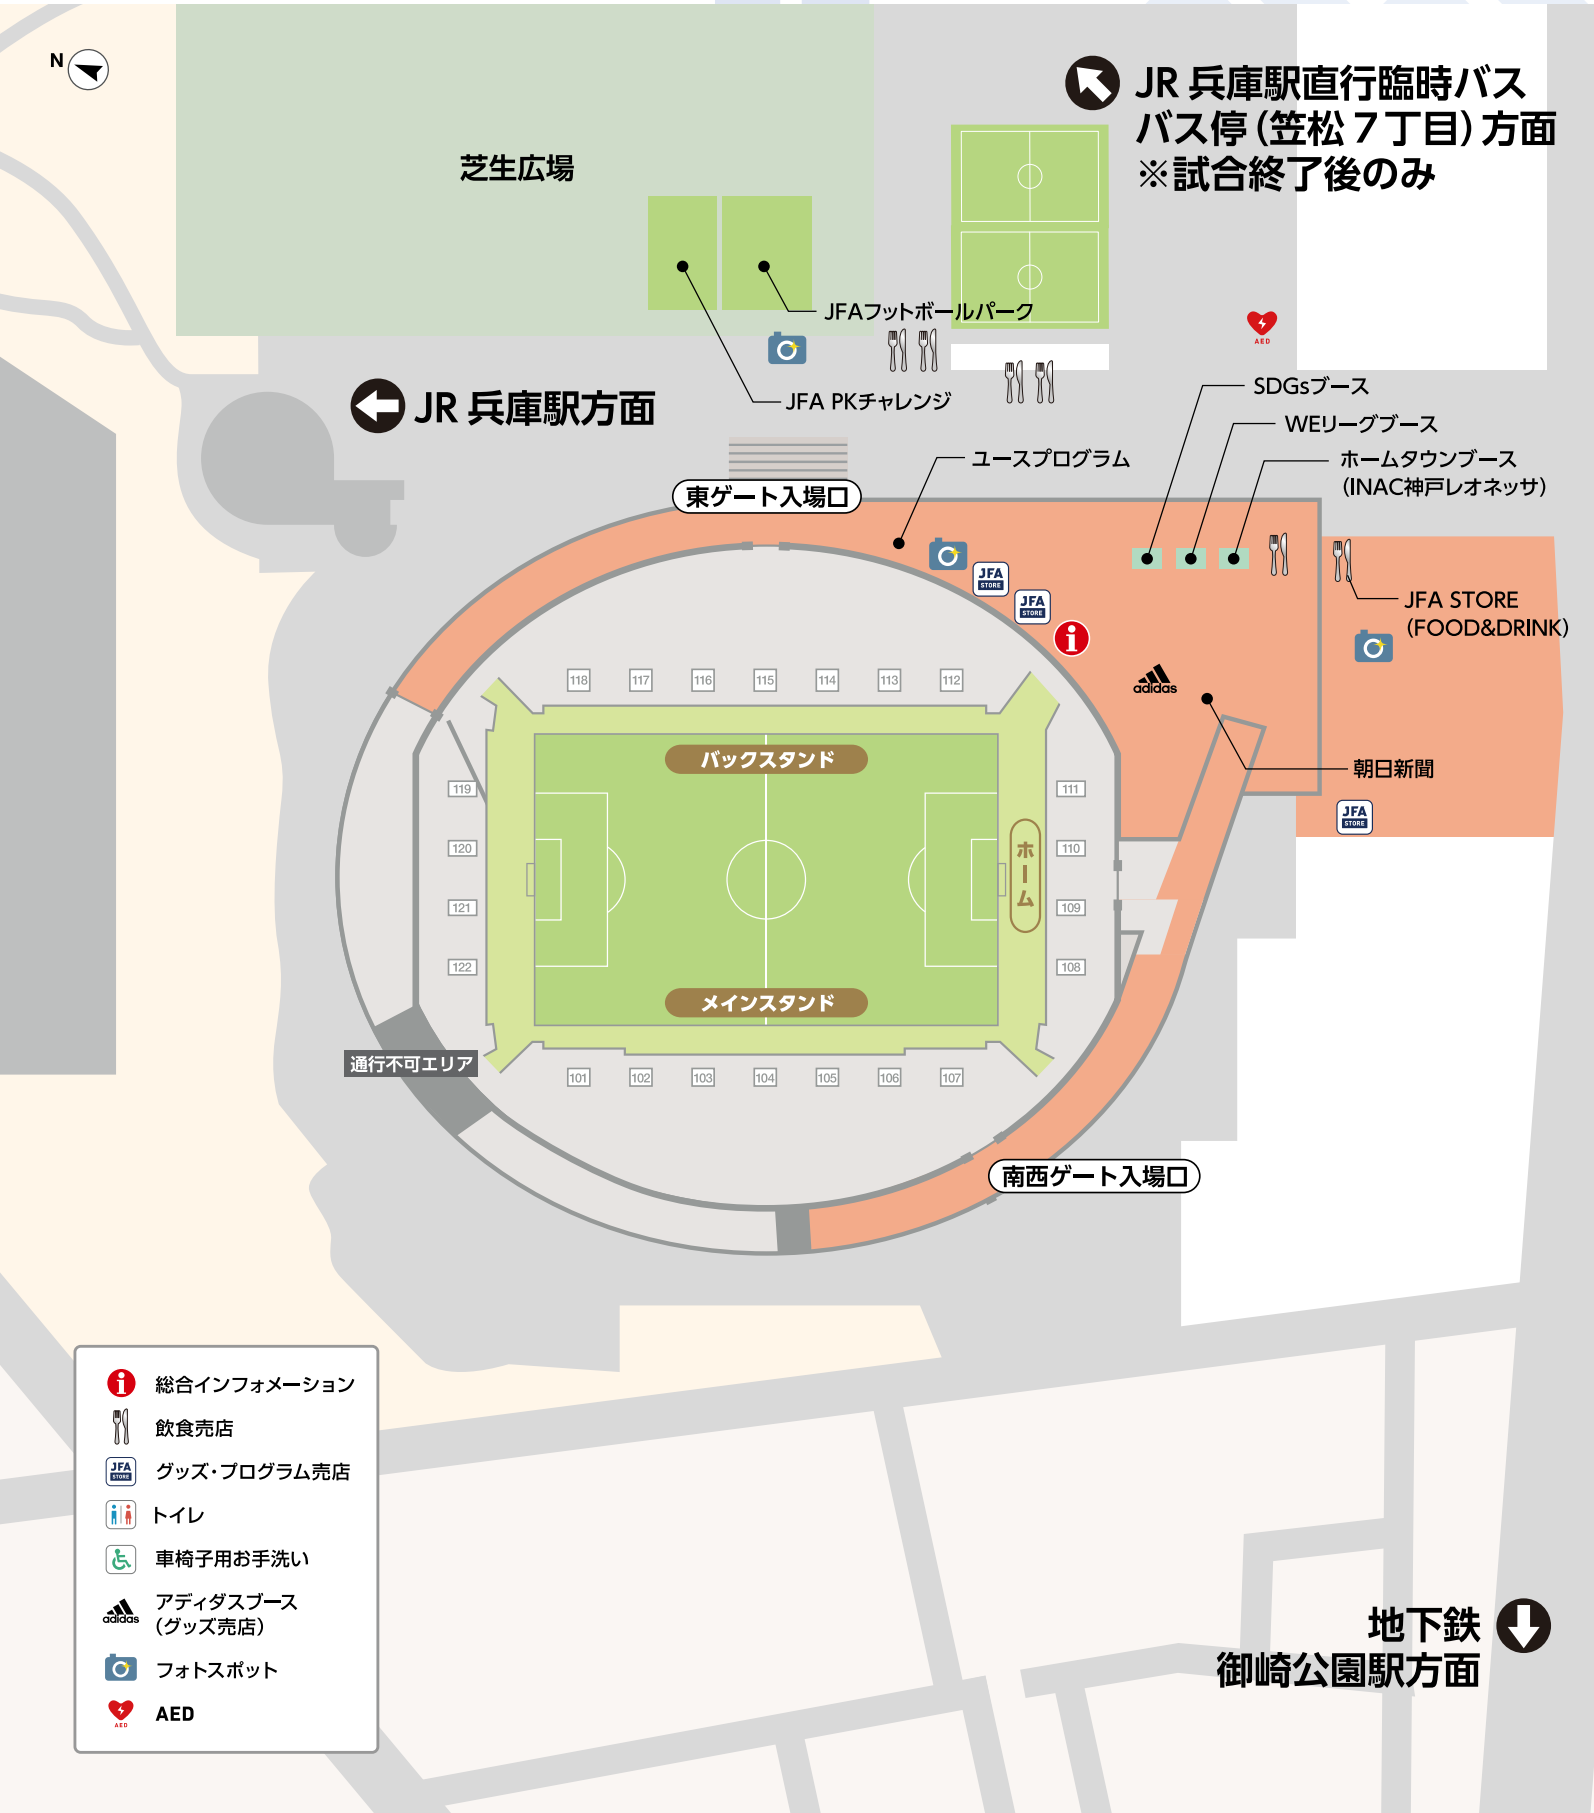 N
JR 兵庫駅直行臨時バス
バス停(笠松7丁目)方面
※試合終了後のみ
芝生広場
JFAフットボールパーク
AED
JFA PKチャレンジ
JR 兵庫駅方面
SDGsブース
WEリーグブース
ホームタウンブース
(INAC神戸レオネッサ)
ユースプログラム
東ゲート入場口
JFA
STORE
JFA
STORE
JFA STORE
(FOOD&DRINK)
adidas
朝日新聞
JFA
STORE
118
117
116
115
114
113
112
バックスタンド
119
120
121
122
111
110
109
108
ホーム
メインスタンド
通行不可エリア
101
102
103
104
105
106
107
南西ゲート入場口
総合インフォメーション
飲食売店
JFA
STORE
グッズ・プログラム売店
トイレ
車椅子用お手洗い
adidas
アディダスブース
(グッズ売店)
フォトスポット
AED
AED
地下鉄
御崎公園駅方面